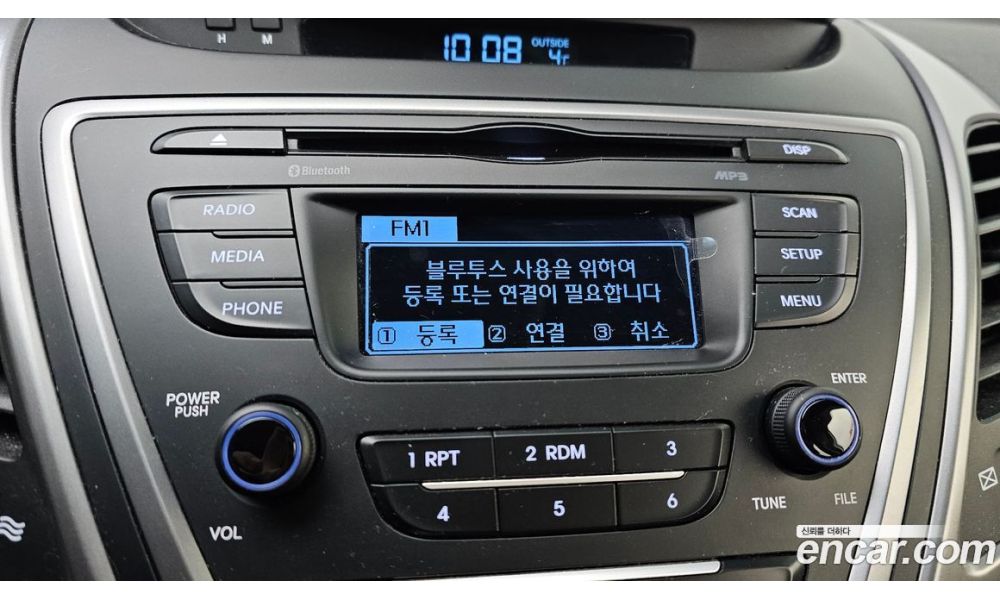 H M
10:08 OUTSIDE
DISP
Bluetooth
MP3
RADIO
SCAN
MEDIA
SETUP
PHONE
MENU
FM1
블루투스 사용을 위하여
등록 또는 연결이 필요합니다
1 등록 2 연결 3 취소
POWER
PUSH
VOL
ENTER
TUNE
FILE
1 RPT 2 RDM 3
4 5 6
신뢰를 더하다
encar.com